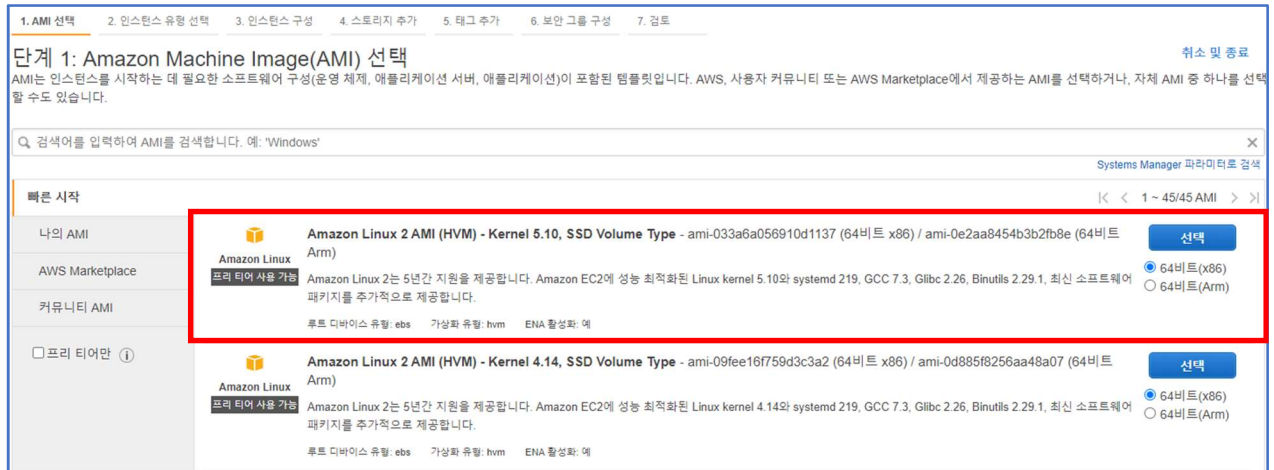 1. AMI 선택 2. 인스턴스 유형 선택 3. 인스턴스 구성 4. 스토리지 추가 5. 태그 추가 6. 보안 그룹 구성 7. 검토
단계 1: Amazon Machine Image(AMI) 선택
취소 및 종료
AMI는 인스턴스를 시작하는 데 필요한 소프트웨어 구성(운영 체제, 애플리케이션 서버, 애플리케이션)이 포함된 템플릿입니다. AWS, 사용자 커뮤니티 또는 AWS Marketplace에서 제공하는 AMI를 선택하거나, 자체 AMI 중 하나를 선택
할 수도 있습니다.
검색어를 입력하여 AMI를 검색합니다. 예: 'Windows'
Systems Manager 파라미터로 검색
빠른 시작
1 ~ 45/45 AMI
나의 AMI
AWS Marketplace
커뮤니티 AMI
프리 티어만
Amazon Linux
프리 티어 사용 가능
Amazon Linux 2 AMI (HVM) - Kernel 5.10, SSD Volume Type - ami-033a6a056910d1137 (64비트 x86) / ami-0e2aa8454b3b2fb8e (64비트
Arm)
Amazon Linux 2는 5년간 지원을 제공합니다. Amazon EC2에 성능 최적화된 Linux kernel 5.10와 systemd 219, GCC 7.3, Glibc 2.26, Binutils 2.29.1, 최신 소프트웨어
패키지를 추가적으로 제공합니다.
루트 디바이스 유형: ebs 가상화 유형: hvm ENA 활성화: 예
선택
64비트(x86)
64비트(Arm)
Amazon Linux
프리 티어 사용 가능
Amazon Linux 2 AMI (HVM) - Kernel 4.14, SSD Volume Type - ami-09fee16f759d3c3a2 (64비트 x86) / ami-0d885f8256aa48a07 (64비트
Arm)
Amazon Linux 2는 5년간 지원을 제공합니다. Amazon EC2에 성능 최적화된 Linux kernel 4.14와 systemd 219, GCC 7.3, Glibc 2.26, Binutils 2.29.1, 최신 소프트웨어
패키지를 추가적으로 제공합니다.
루트 디바이스 유형: ebs 가상화 유형: hvm ENA 활성화: 예
선택
64비트(x86)
64비트(Arm)